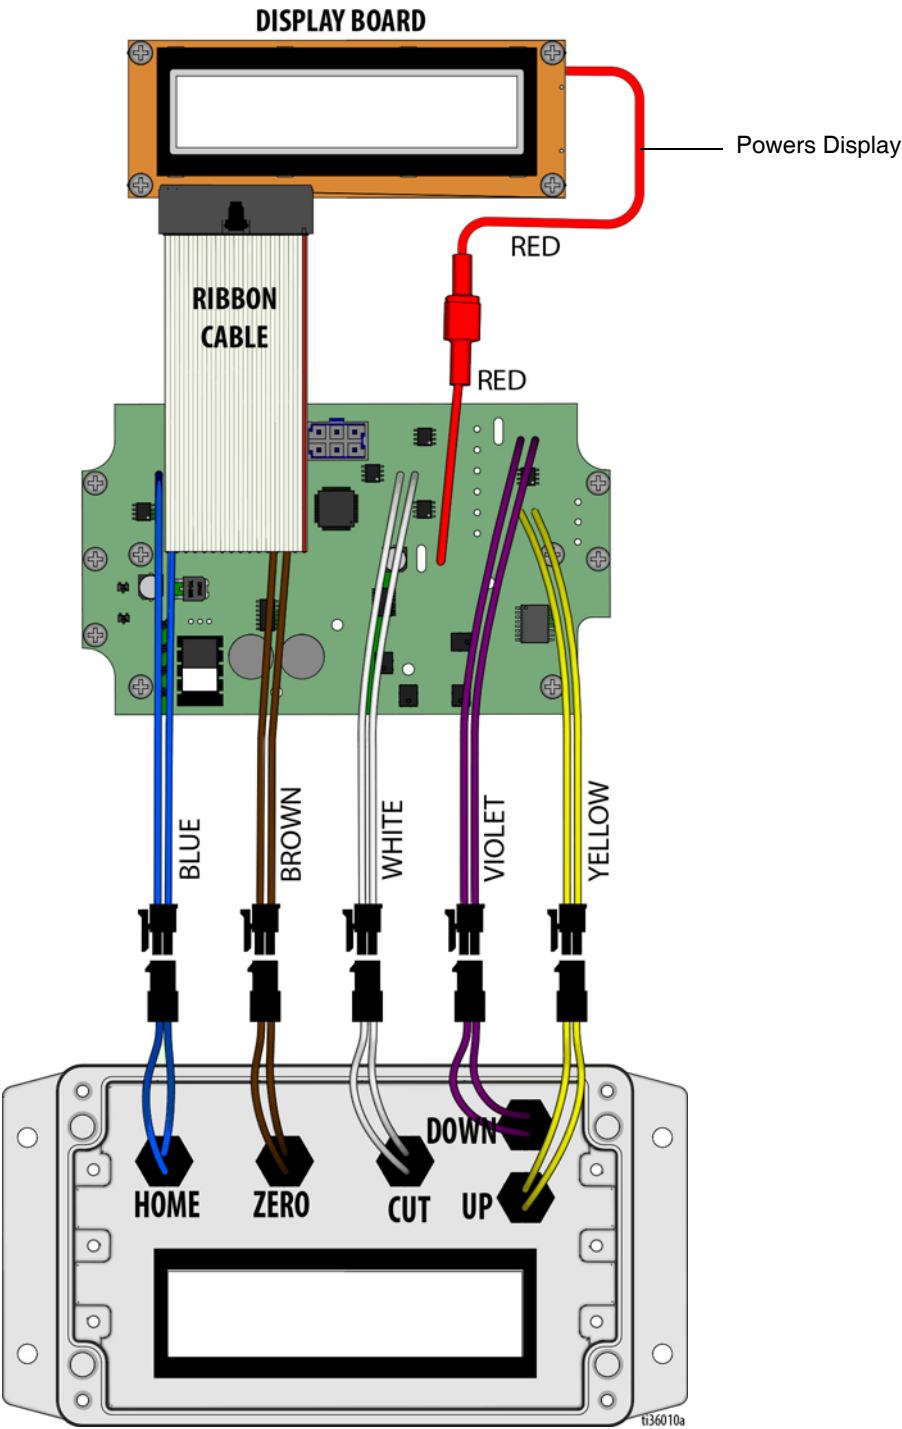 DISPLAY BOARD
Powers Display
RED
RIBBON
CABLE
RED
BLUE
BROWN
WHITE
VIOLET
YELLOW
DOWN
HOME
ZERO
CUT
UP
ti36010a